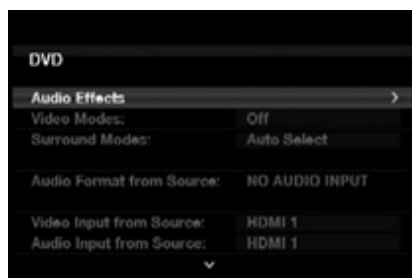 DVD
Audio Effects
Video Modes: Off
Surround Modes: Auto Select
Audio Format from Source: NO AUDIO INPUT
Video Input from Source: HDMI 1
Audio Input from Source: HDMI 1